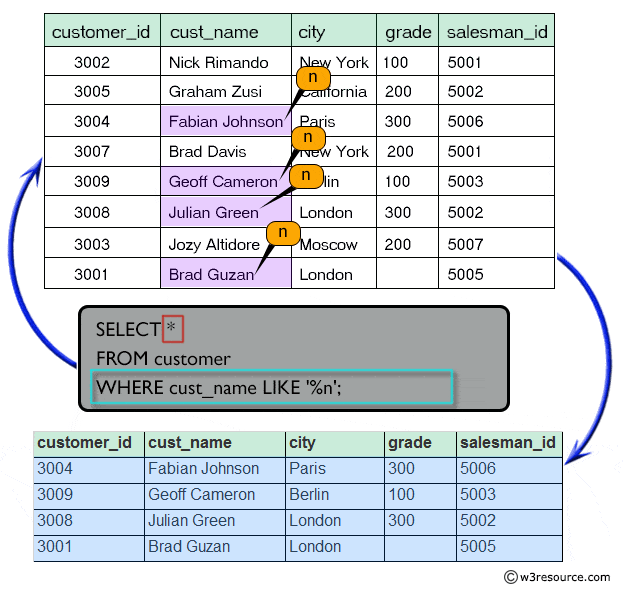 customer_id cust_name city grade salesman_id
3002 Nick Rimando New York 100 5001
n
3005 Graham Zusi California 200 5002
3004 Fabian Johnson Paris 300 5006
n
3007 Brad Davis New York 200 5001
n
3009 Geoff Cameron lin 100 5003
3008 Julian Green London 300 5002
n
3003 Jozy Altidore Moscow 200 5007
3001 Brad Guzan London 5005
SELECT *
FROM customer
WHERE cust_name LIKE '%n';
customer_id cust_name city grade salesman_id
3004 Fabian Johnson Paris 300 5006
3009 Geoff Cameron Berlin 100 5003
3008 Julian Green London 300 5002
3001 Brad Guzan London 5005
© w3resource.com